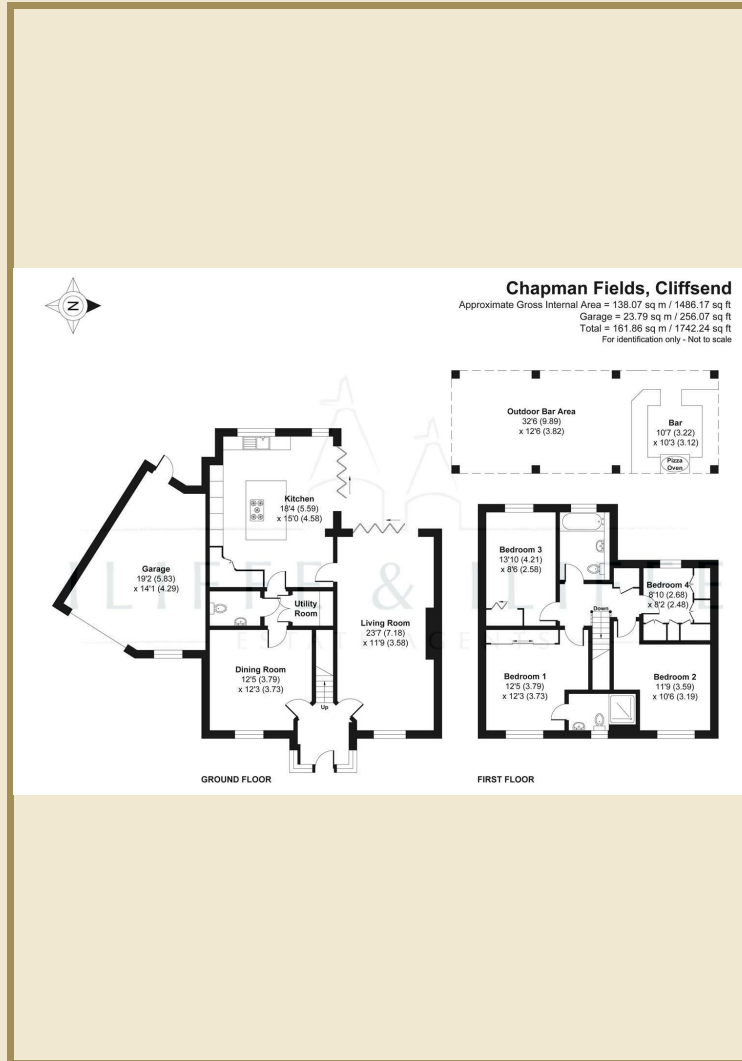 Chapman Fields, Cliffsend
Approximate Gross Internal Area = 138.07 sq m / 1486.17 sq ft
Garage = 23.79 sq m / 256.07 sq ft
Total = 161.86 sq m / 1742.24 sq ft
For identification only - Not to scale
N
Outdoor Bar Area
32'6 (9.89)
x 12'6 (3.82)
Bar
10'7 (3.22)
x 10'3 (3.12)
Pizza
Oven
Kitchen
18'4 (5.59)
x 15'0 (4.58)
Garage
19'2 (5.83)
x 14'1 (4.29)
Utility
Room
Living Room
23'7 (7.18)
x 11'9 (3.58)
Dining Room
12'5 (3.79)
x 12'3 (3.73)
Up
GROUND FLOOR
Bedroom 3
13'10 (4.21)
x 8'6 (2.58)
Bedroom 4
8'10 (2.68)
x 8'2 (2.48)
Down
Bedroom 1
12'5 (3.79)
x 12'3 (3.73)
Bedroom 2
11'9 (3.59)
x 10'6 (3.19)
FIRST FLOOR
ILIFFE & ILIFFE
ESTATE AGENTS